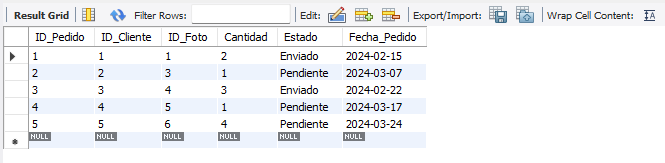 Result Grid Filter Rows: Edit: Export/Import: Wrap Cell Content: IA
ID_Pedido ID_Cliente ID_Foto Cantidad Estado Fecha_Pedido
1 1 1 2 Enviado 2024-02-15
2 2 3 1 Pendiente 2024-03-07
3 3 4 3 Enviado 2024-02-22
4 4 5 1 Pendiente 2024-03-17
5 5 6 4 Pendiente 2024-03-24
NULL NULL NULL NULL NULL NULL